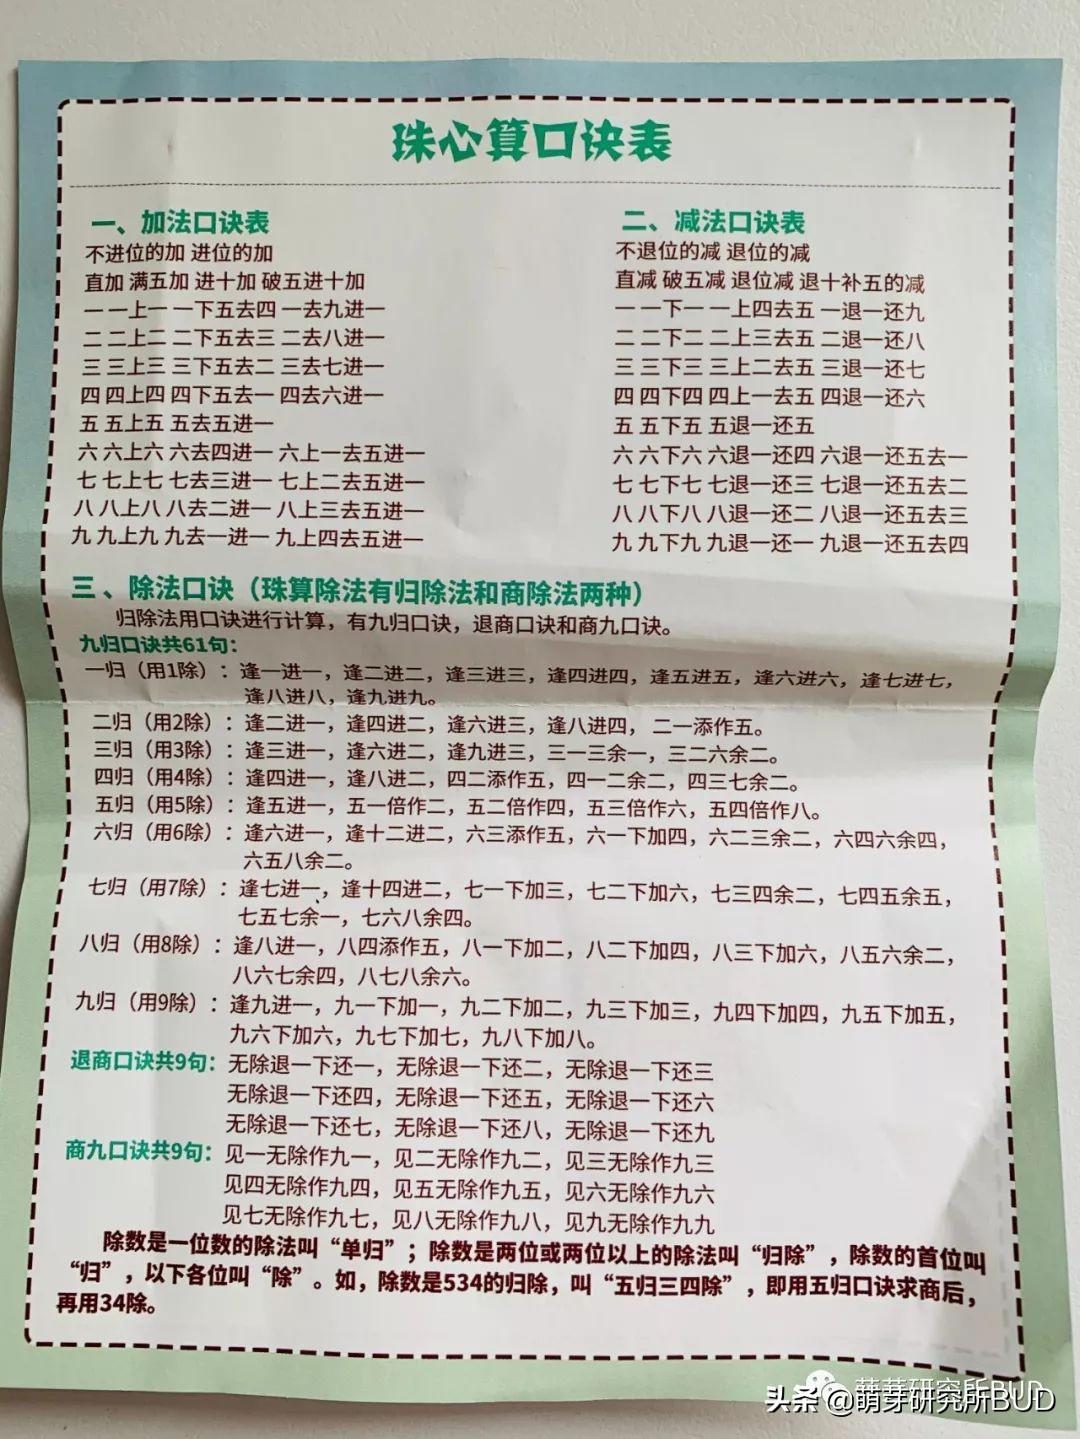 珠心算口诀表
一、加法口诀表
不进位的加 进位的加
直加 满五加 进十加 破五进十加
一 一上一 一下五去四 一去九进一
二 二上二 二下五去三 二去八进一
三 三上三 三下五去二 三去七进一
四 四上四 四下五去一 四去六进一
五 五上五 五去五进一
六 六上六 六去四进一 六上一去五进一
七 七上七 七去三进一 七上二去五进一
八 八上八 八去二进一 八上三去五进一
九 九上九 九去一进一 九上四去五进一
二、减法口诀表
不退位的减 退位的减
直减 破五减 退位减 退十补五的减
一 一下一 一上四去五 一退一还九
二 二下二 二上三去五 二退一还八
三 三下三 三上二去五 三退一还七
四 四下四 四上一去五 四退一还六
五 五下五 五退一还五
六 六下六 六退一还四 六退一还五去一
七 七下七 七退一还三 七退一还五去二
八 八下八 八退一还二 八退一还五去三
九 九下九 九退一还一 九退一还五去四
三、除法口诀（珠算除法有归除法和商除法两种）
归除法用口诀进行计算，有九归口诀，退商口诀和商九口诀。
九归口诀共61句：
一归（用1除）：逢一进一，逢二进二，逢三进三，逢四进四，逢五进五，逢六进六，逢七进七，
逢八进八，逢九进九。
二归（用2除）：逢二进一，逢四进二，逢六进三，逢八进四，二一添作五。
三归（用3除）：逢三进一，逢六进二，逢九进三，三一三余一，三二六余二。
四归（用4除）：逢四进一，逢八进二，四二添作五，四一二余二，四三七余二。
五归（用5除）：逢五进一，五一倍作二，五二倍作四，五三倍作六，五四倍作八。
六归（用6除）：逢六进一，逢十二进二，六三添作五，六一下加四，六二三余二，六四六余四，
六五八余二。
七归（用7除）：逢七进一，逢十四进二，七一下加三，七二下加六，七三四余二，七四五余五，
七五七余一，七六八余四。
八归（用8除）：逢八进一，八四添作五，八一下加二，八二下加四，八三下加六，八五六余二，
八六七余四，八七八余六。
九归（用9除）：逢九进一，九一下加一，九二下加二，九三下加三，九四下加四，九五下加五，
九六下加六，九七下加七，九八下加八。
退商口诀共9句：无除退一下还一，无除退一下还二，无除退一下还三
无除退一下还四，无除退一下还五，无除退一下还六
无除退一下还七，无除退一下还八，无除退一下还九
商九口诀共9句：见一无除作九一，见二无除作九二，见三无除作九三
见四无除作九四，见五无除作九五，见六无除作九六
见七无除作九七，见八无除作九八，见九无除作九九
除数是一位数的除法叫“单归”；除数是两位或两位以上的除法叫“归除”，除数的首位叫
“归”，以下各位叫“除”。如，除数是534的归除，叫“五归三四除”，即用五归口诀求商后，
再用34除。
萌芽研究所BUD
头条@萌芽研究所BUD